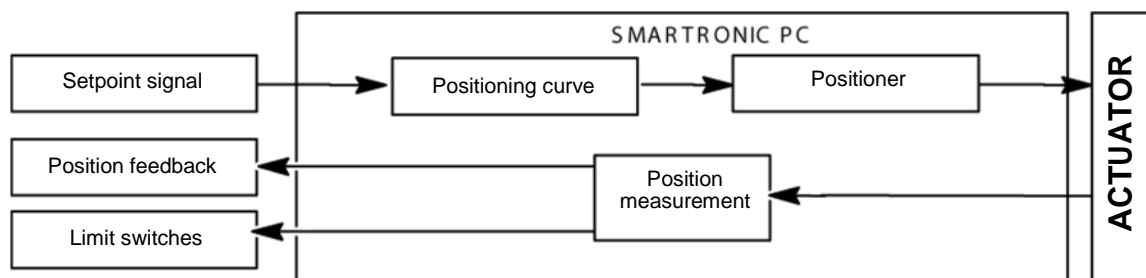 SMARTRONIC PC
Setpoint signal
Positioning curve
Positioner
Position feedback
Position
measurement
Limit switches
ACTUATOR